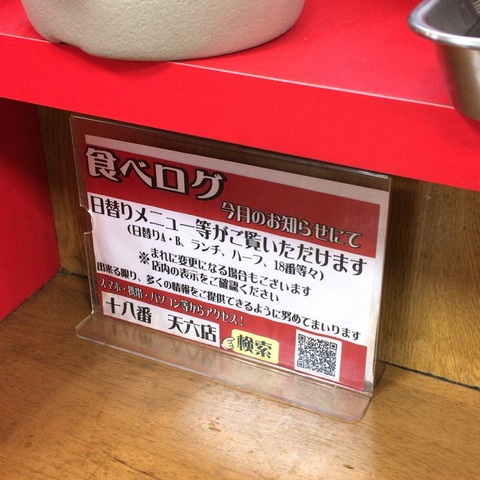 食べログ
今月のお知らせにて
日替りメニュー等がご覧いただけます
(日替りA・B、ランチ、ハーフ、18番等々)
※まれに変更になる場合もございます
店内の表示をご確認ください
出来る限り、多くの情報をご提供できるように努めてまいります
スマホ・携帯・パソコン等からアクセス！
十八番 天六店 検索